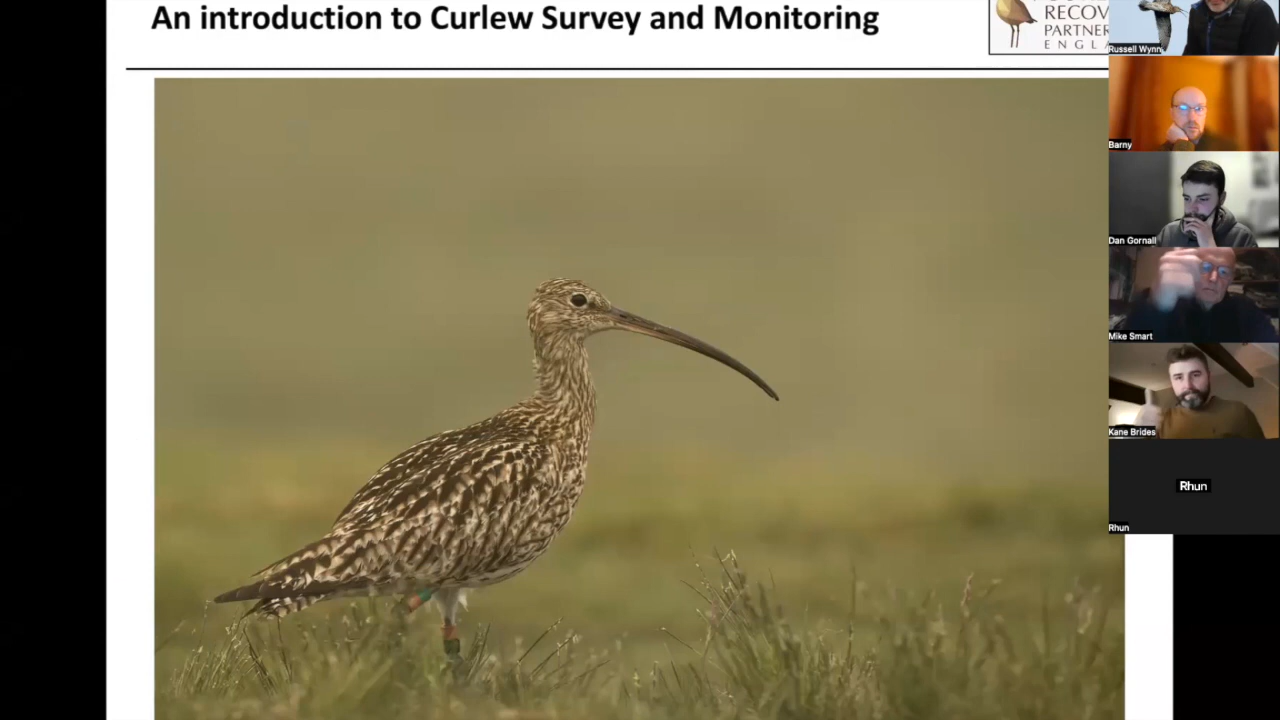 An introduction to Curlew Survey and Monitoring
RECOV
PARTNER
ENGLA
Russell Wynn
Barny
Dan Gornall
Mike Smart
Kane Brides
Rhun
Rhun